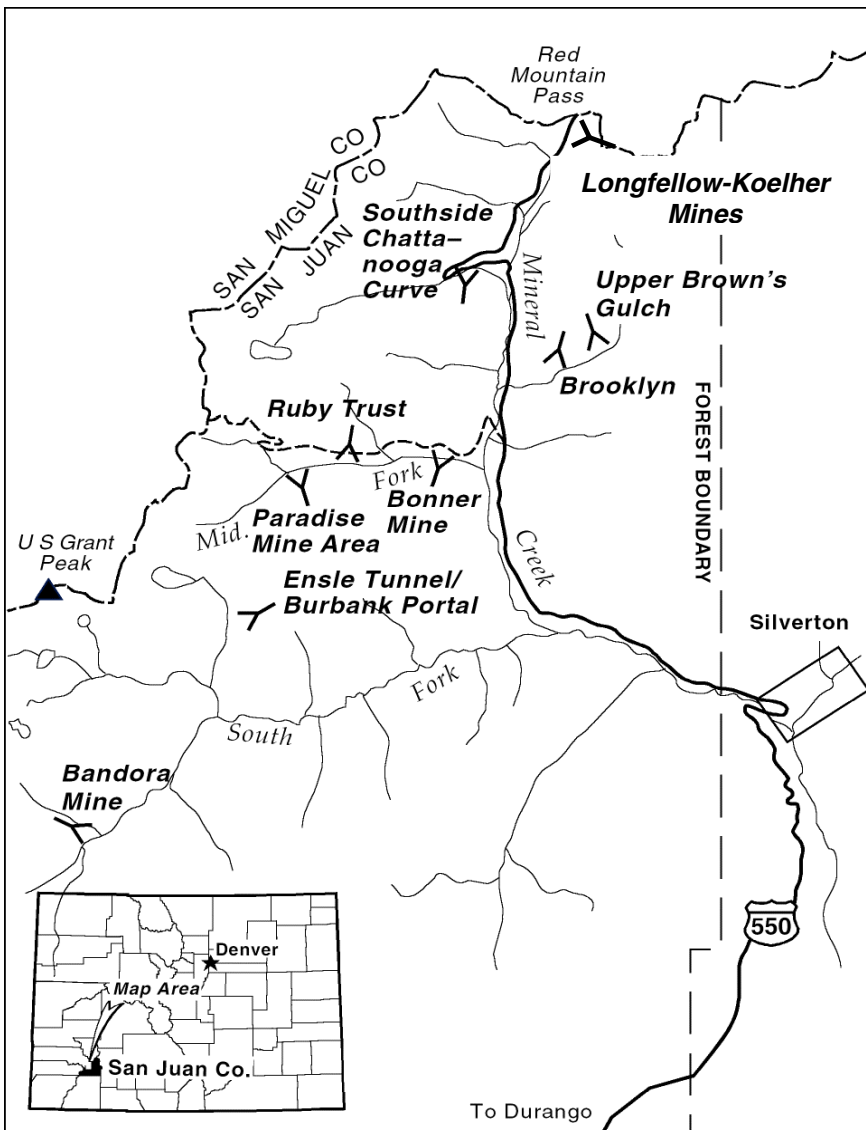 Red
Mountain
Pass
SAN MIGUEL CO
SAN JUAN CO
Longfellow-Koelher
Mines
Southside
Chatta–
nooga
Curve
Mineral
Upper Brown's
Gulch
Brooklyn
Ruby Trust
FOREST BOUNDARY
Fork
Bonner
Mine
Mid.
Paradise
Mine Area
U S Grant
Peak
Creek
Ensle Tunnel/
Burbank Portal
Silverton
Fork
South
Bandora
Mine
550
Denver
Map Area
San Juan Co.
To Durango